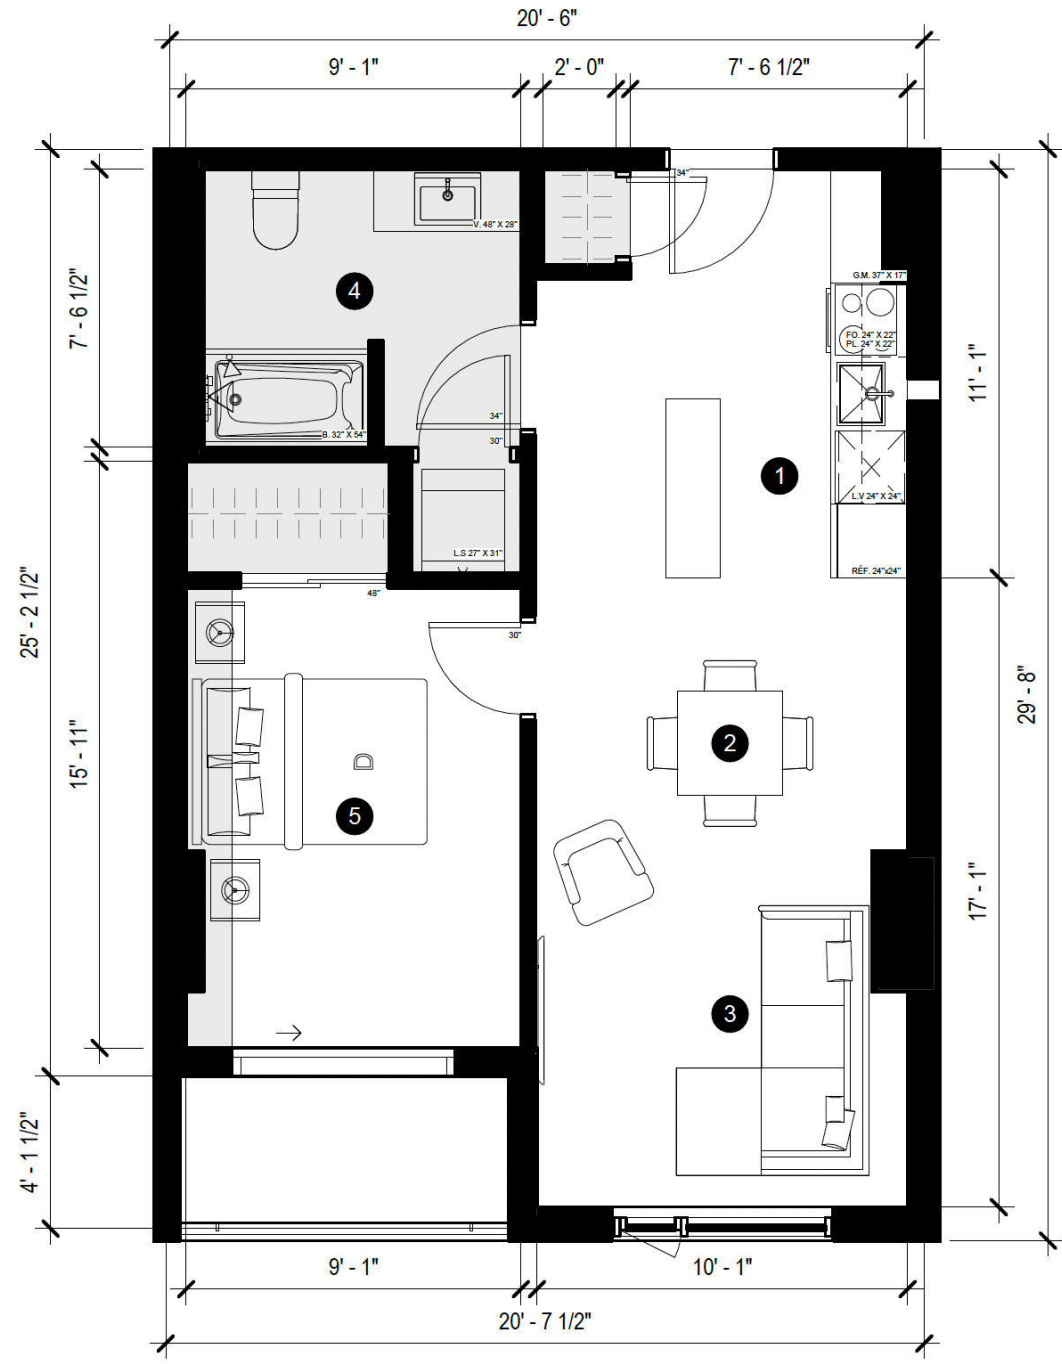 20' - 6"
9' - 1"
2' - 0"
7' - 6 1/2"
34"
V. 48" X 28"
G.M. 37" X 17"
4
7' - 6 1/2"
FO. 24" X 22"
PL. 24" X 22"
11' - 1"
34"
B. 32" X 54"
30"
1
L.V 24" X 24"
L.S 27" X 31"
RÉF. 24"x24"
48"
25' - 2 1/2"
30"
29' - 8"
2
15' - 11"
5
17' - 1"
3
4' - 1 1/2"
9' - 1"
10' - 1"
20' - 7 1/2"